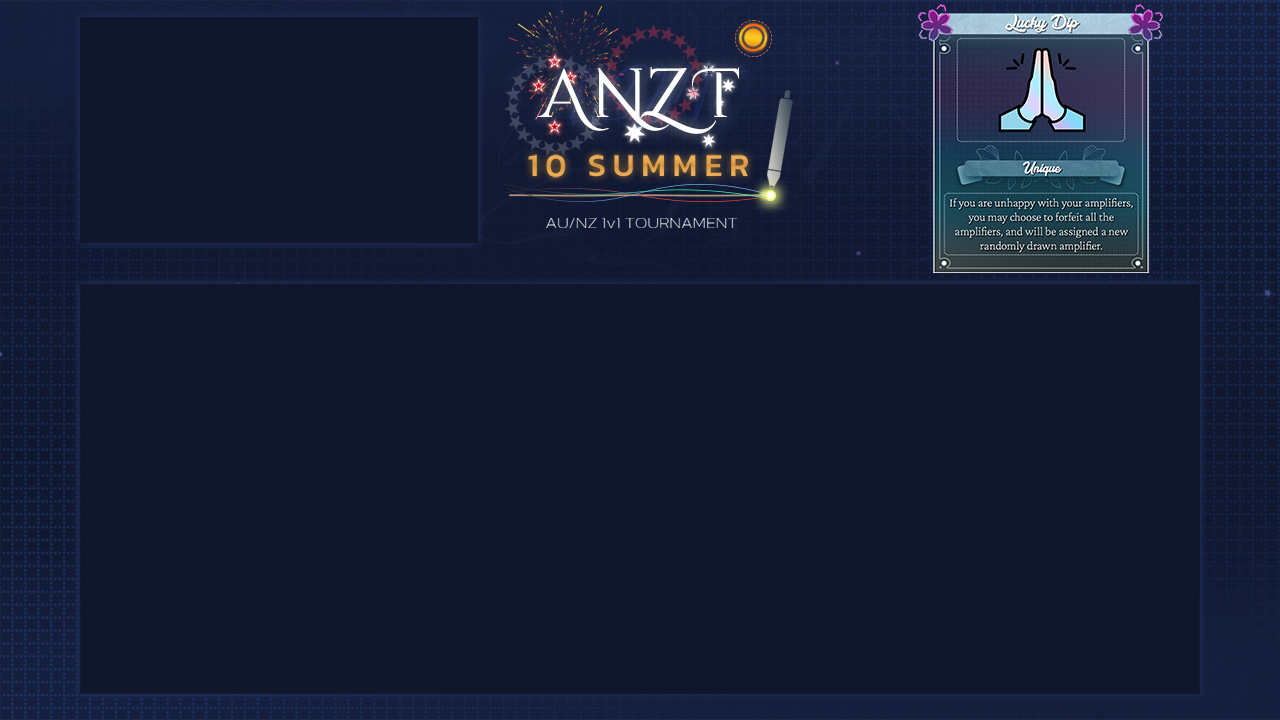 ANZT
10 SUMMER
AU/NZ 1v1 TOURNAMENT
Lucky Dip
Unique
If you are unhappy with your amplifiers,
you may choose to forfeit all the
amplifiers, and will be assigned a new
randomly drawn amplifier.